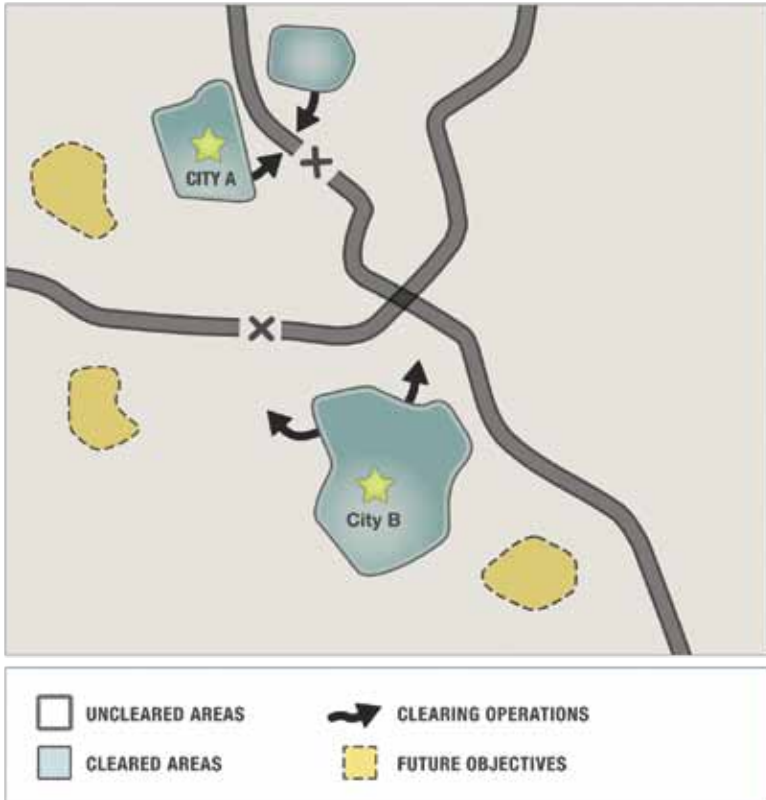 CITY A
City B
UNCLEARED AREAS
CLEARING OPERATIONS
CLEARED AREAS
FUTURE OBJECTIVES